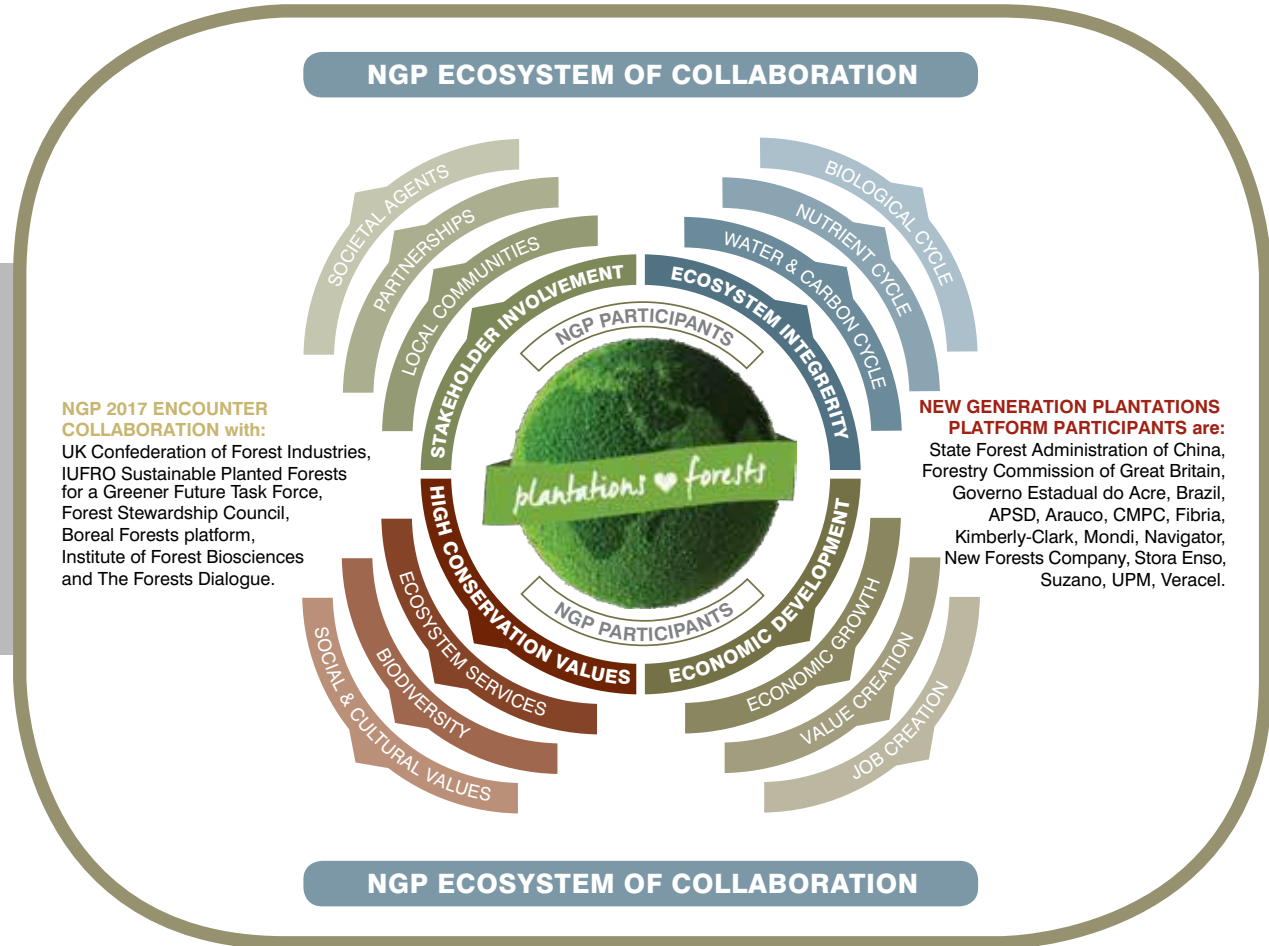 NGP ECOSYSTEM OF COLLABORATION
SOCIETAL AGENTS
PARTNERSHIPS
LOCAL COMMUNITIES
STAKEHOLDER INVOLVEMENT
BIOLOGICAL CYCLE
NUTRIENT CYCLE
WATER & CARBON CYCLE
ECOSYSTEM INTEGRERITY
NGP PARTICIPANTS
plantations ♥ forests
NGP PARTICIPANTS
NGP 2017 ENCOUNTER
COLLABORATION with:
UK Confederation of Forest Industries,
IUFRO Sustainable Planted Forests
for a Greener Future Task Force,
Forest Stewardship Council,
Boreal Forests platform,
Institute of Forest Biosciences
and The Forests Dialogue.
NEW GENERATION PLANTATIONS
PLATFORM PARTICIPANTS are:
State Forest Administration of China,
Forestry Commission of Great Britain,
Governo Estadual do Acre, Brazil,
APSD, Arauco, CMPC, Fibria,
Kimberly-Clark, Mondi, Navigator,
New Forests Company, Stora Enso,
Suzano, UPM, Veracel.
HIGH CONSERVATION VALUES
ECOSYSTEM SERVICES
BIODIVERSITY
SOCIAL & CULTURAL VALUES
ECONOMIC DEVELOPMENT
ECONOMIC GROWTH
VALUE CREATION
JOB CREATION
NGP ECOSYSTEM OF COLLABORATION